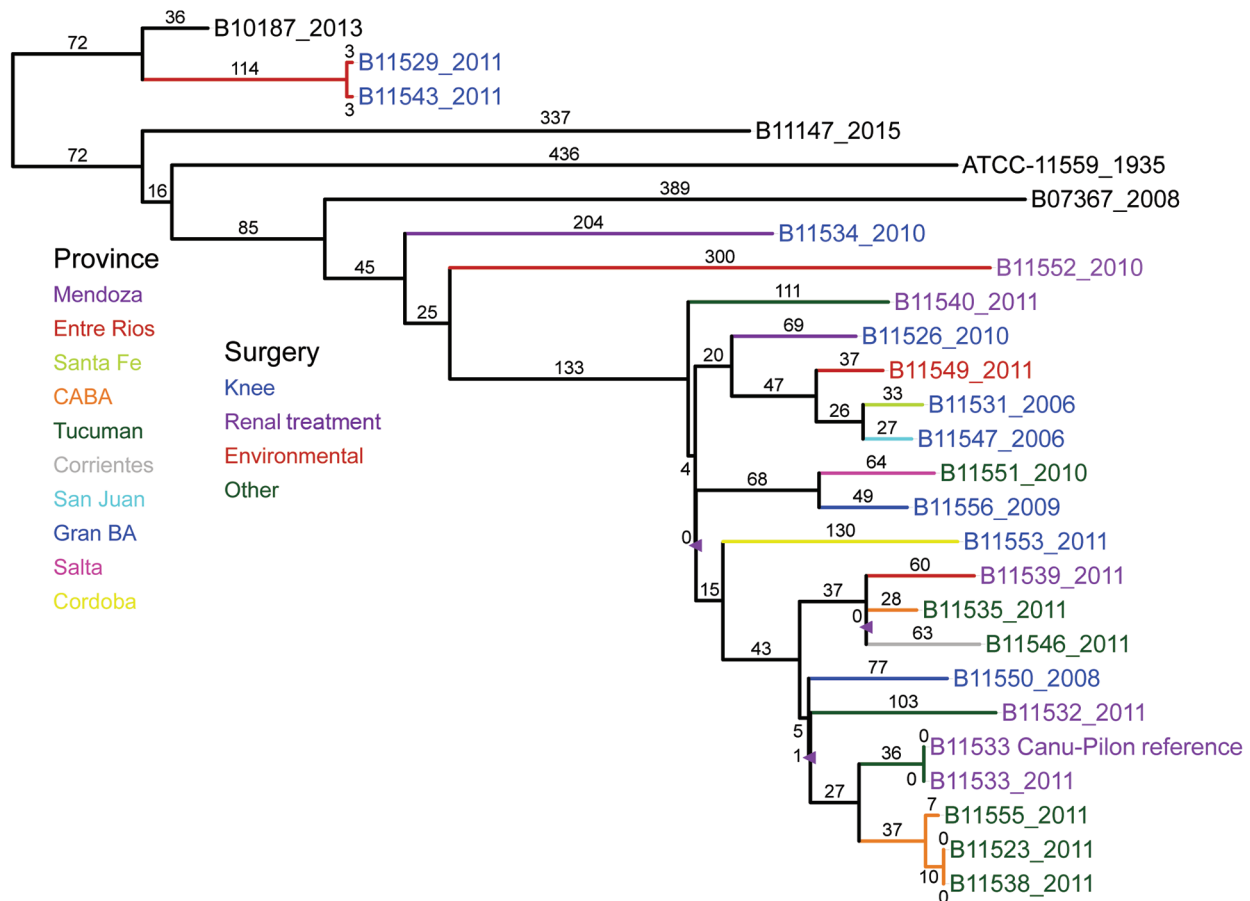 36
B10187_2013
72
3
B11529_2011
114
B11543_2011
3
337
B11147_2015
72
436
ATCC-11559_1935
16
389
B07367_2008
85
204
B11534_2010
45
300
B11552_2010
25
111
B11540_2011
133
69
B11526_2010
20
37
B11549_2011
47
33
B11531_2006
26
27
B11547_2006
4
64
B11551_2010
68
49
B11556_2009
0
130
B11553_2011
15
60
B11539_2011
37
28
B11535_2011
0
63
B11546_2011
43
77
B11550_2008
103
B11532_2011
5
1
0
B11533 Canu-Pilon reference
36
0
B11533_2011
27
7
B11555_2011
37
0
B11523_2011
10
B11538_2011
0
Province
Mendoza
Entre Rios
Santa Fe
CABA
Tucuman
Corrientes
San Juan
Gran BA
Salta
Cordoba
Surgery
Knee
Renal treatment
Environmental
Other